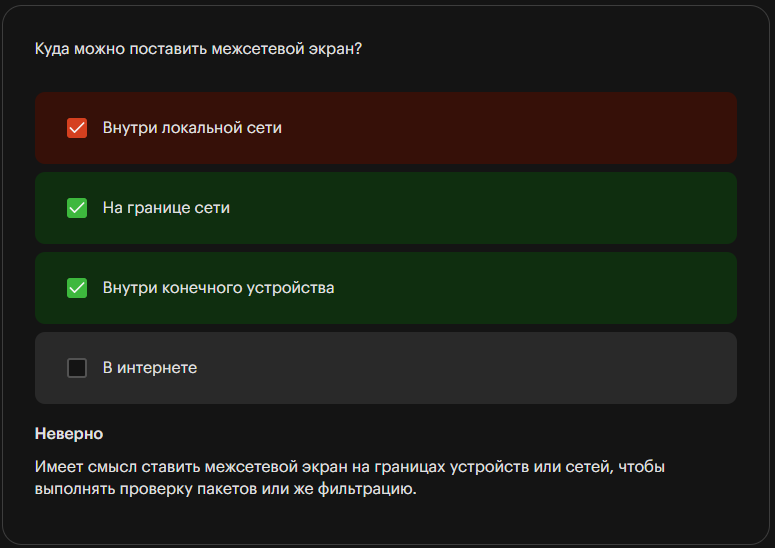 Куда можно поставить межсетевой экран?
Внутри локальной сети
На границе сети
Внутри конечного устройства
В интернете
Неверно
Имеет смысл ставить межсетевой экран на границах устройств или сетей, чтобы
выполнять проверку пакетов или же фильтрацию.